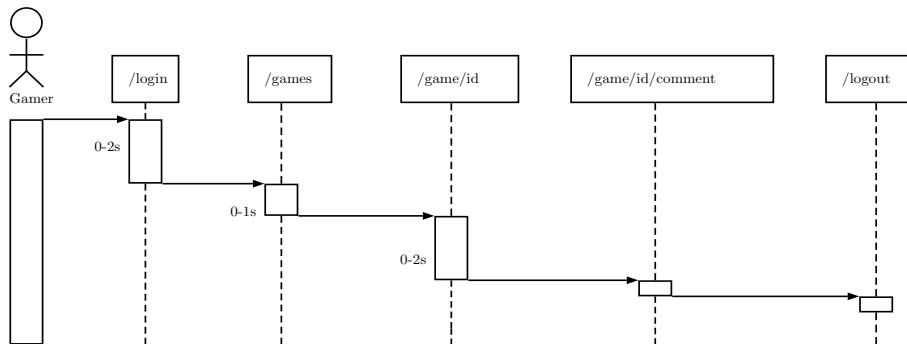 /login
/games
/game/id
/game/id/comment
/logout
Gamer
0-2s
0-1s
0-2s